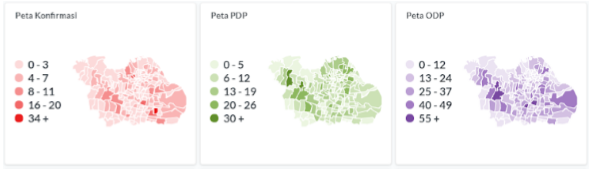 Peta Konfirmasi
0 - 3
4 - 7
8 - 11
16 - 20
34 +
Peta PDP
0 - 5
6 - 12
13 - 19
20 - 26
30 +
Peta ODP
0 - 12
13 - 24
25 - 37
40 - 49
55 +